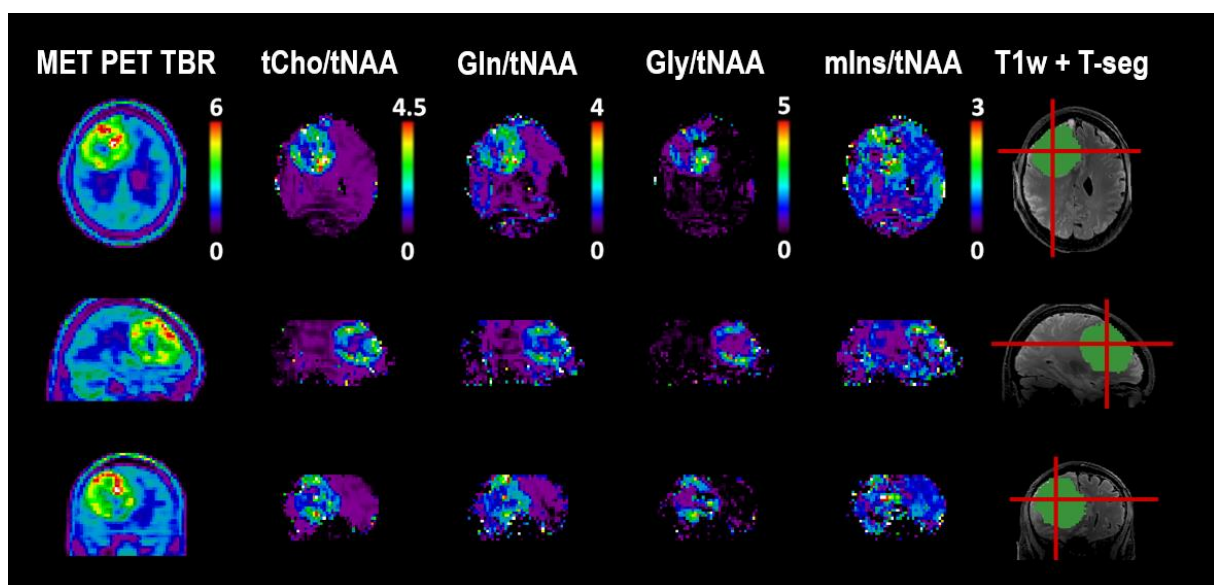 MET PET TBR tCho/tNAA Gln/tNAA Gly/tNAA mIns/tNAA T1w + T-seg
6 4.5 4 5 3
0 0 0 0 0